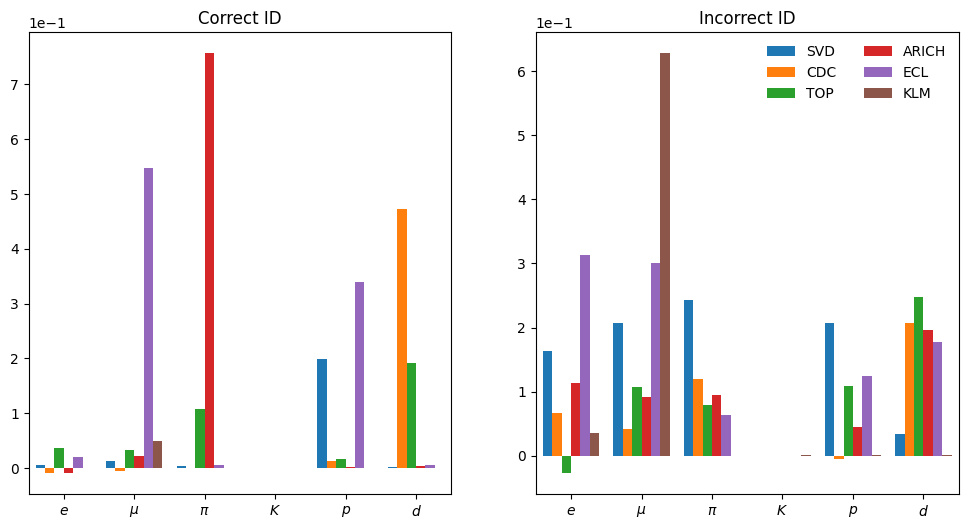 Correct ID
1e−1
7
6
5
4
3
2
1
0
e μ π K p d
Incorrect ID
1e−1
6
5
4
3
2
1
0
e μ π K p d
SVD
CDC
TOP
ARICH
ECL
KLM